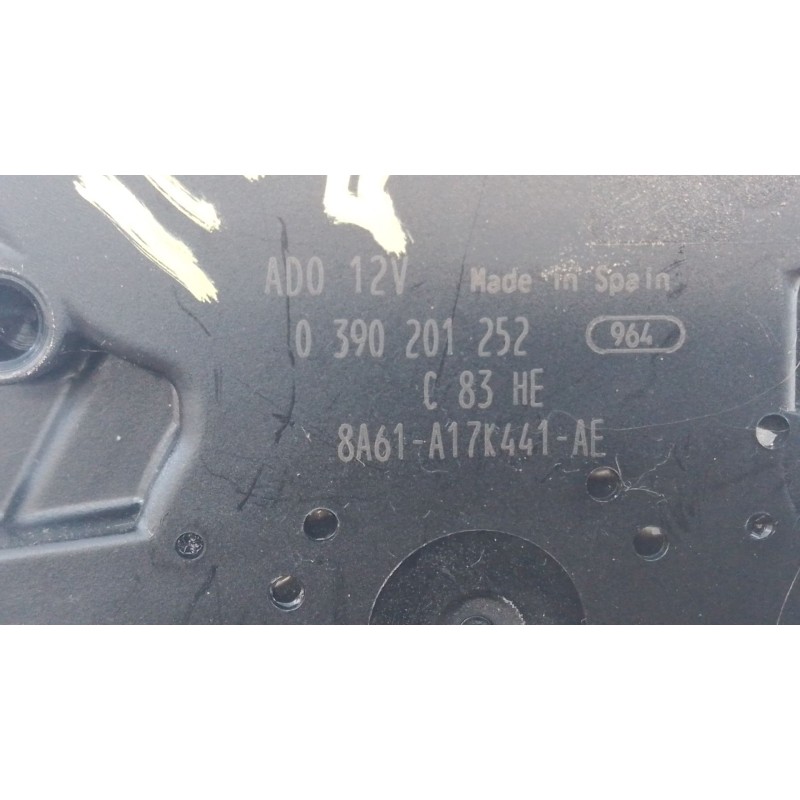 ADO 12V Made in Spain
0 390 201 252 964
C 83 HE
8A61-A17K441-AE